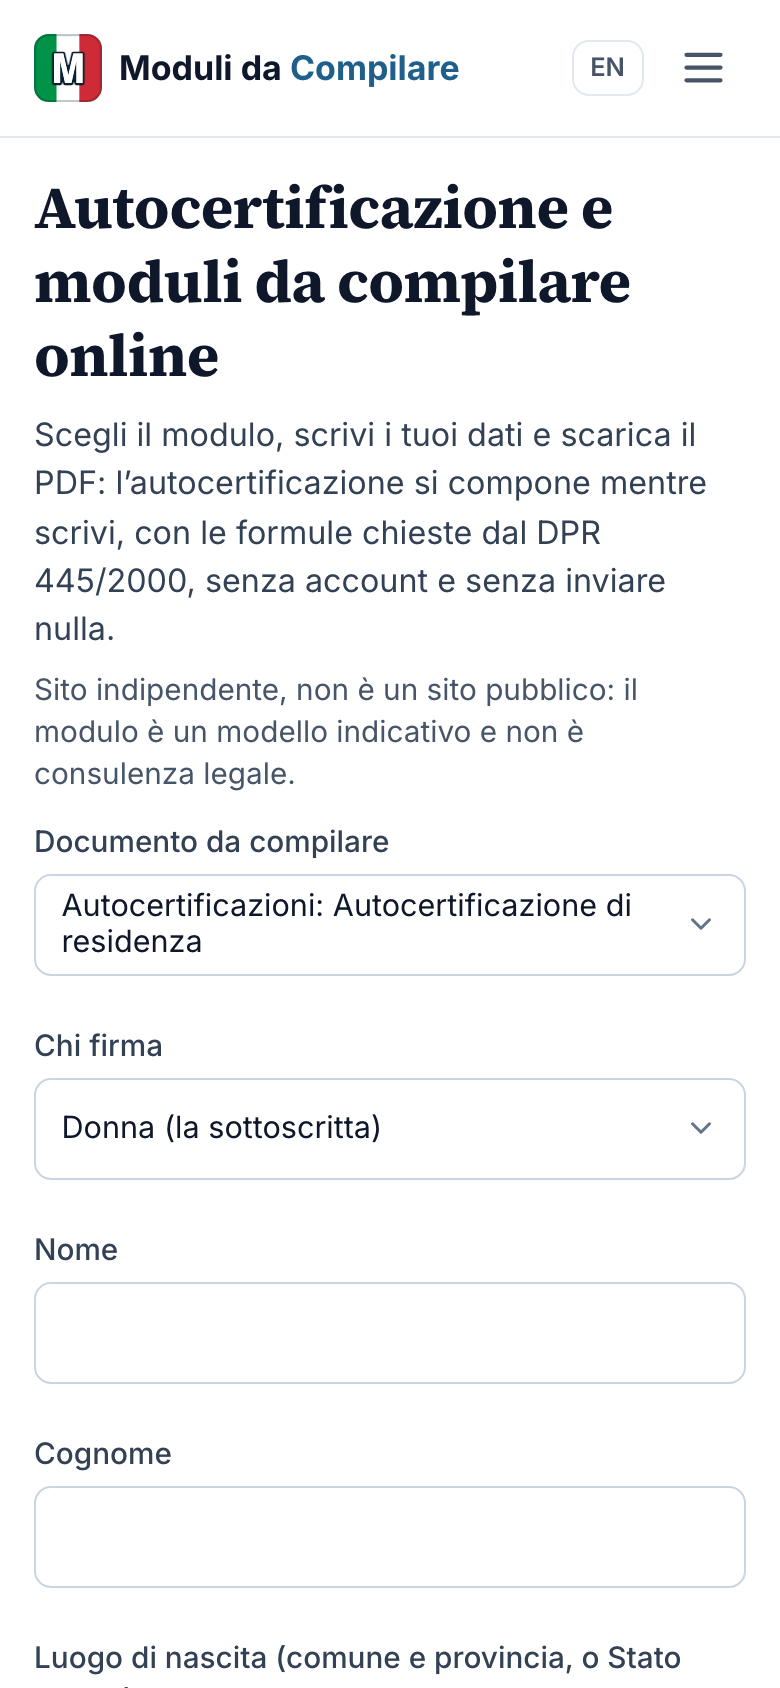 M
Moduli da Compilare
EN
Autocertificazione e
moduli da compilare
online
Scegli il modulo, scrivi i tuoi dati e scarica il
PDF: l’autocertificazione si compone mentre
scrivi, con le formule chieste dal DPR
445/2000, senza account e senza inviare
nulla.
Sito indipendente, non è un sito pubblico: il
modulo è un modello indicativo e non è
consulenza legale.
Documento da compilare
Autocertificazioni: Autocertificazione di
residenza
Chi firma
Donna (la sottoscritta)
Nome
Cognome
Luogo di nascita (comune e provincia, o Stato